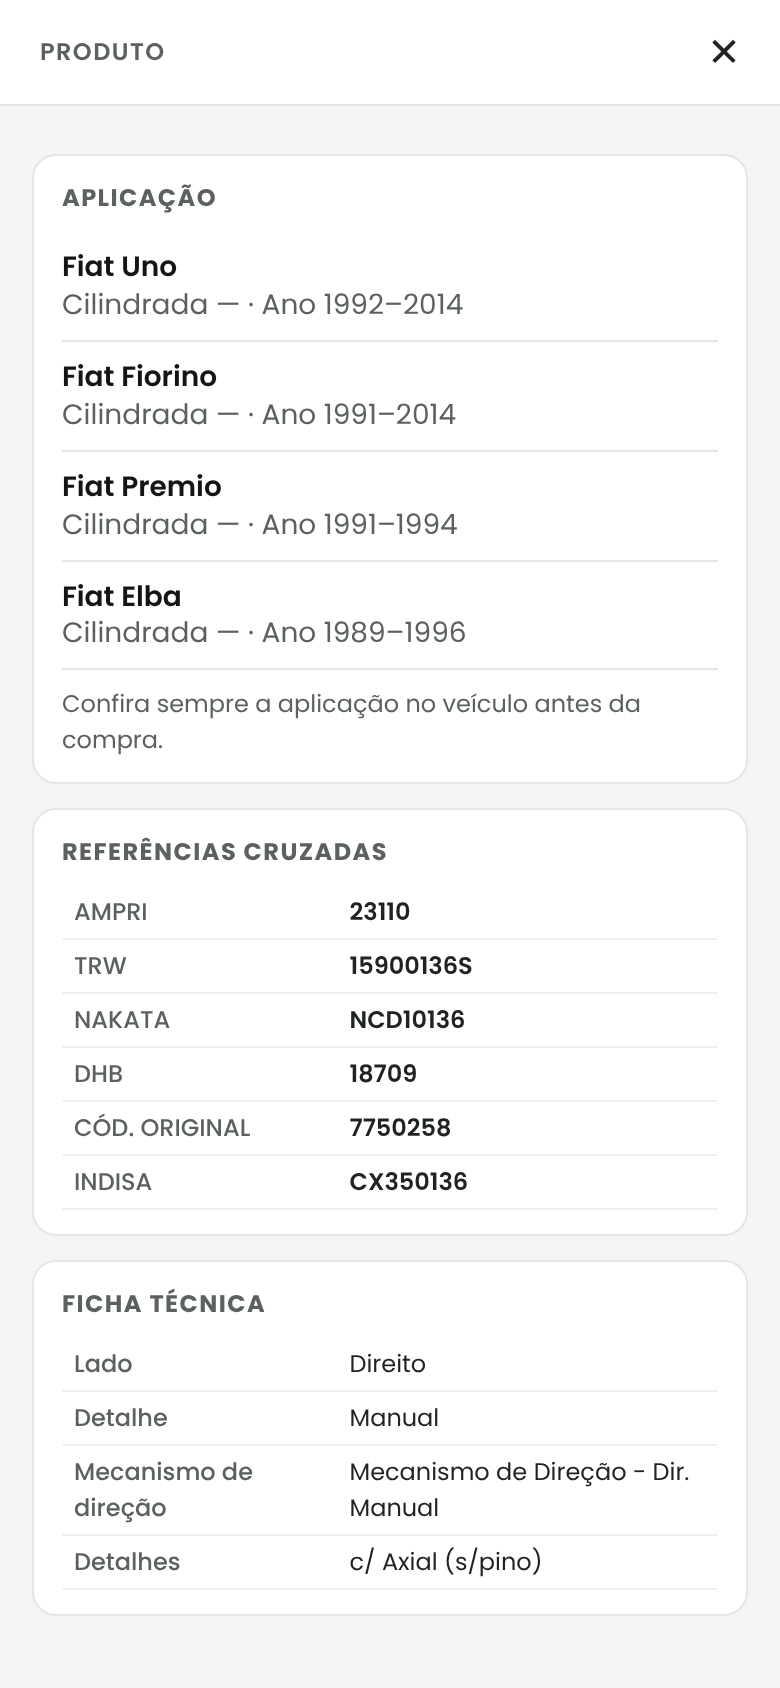 PRODUTO
APLICAÇÃO
Fiat Uno
Cilindrada — · Ano 1992–2014
Fiat Fiorino
Cilindrada — · Ano 1991–2014
Fiat Premio
Cilindrada — · Ano 1991–1994
Fiat Elba
Cilindrada — · Ano 1989–1996
Confira sempre a aplicação no veículo antes da
compra.
REFERÊNCIAS CRUZADAS
AMPRI 23110
TRW 15900136S
NAKATA NCD10136
DHB 18709
CÓD. ORIGINAL 7750258
INDISA CX350136
FICHA TÉCNICA
Lado Direito
Detalhe Manual
Mecanismo de Mecanismo de Direção - Dir.
direção Manual
Detalhes c/ Axial (s/pino)